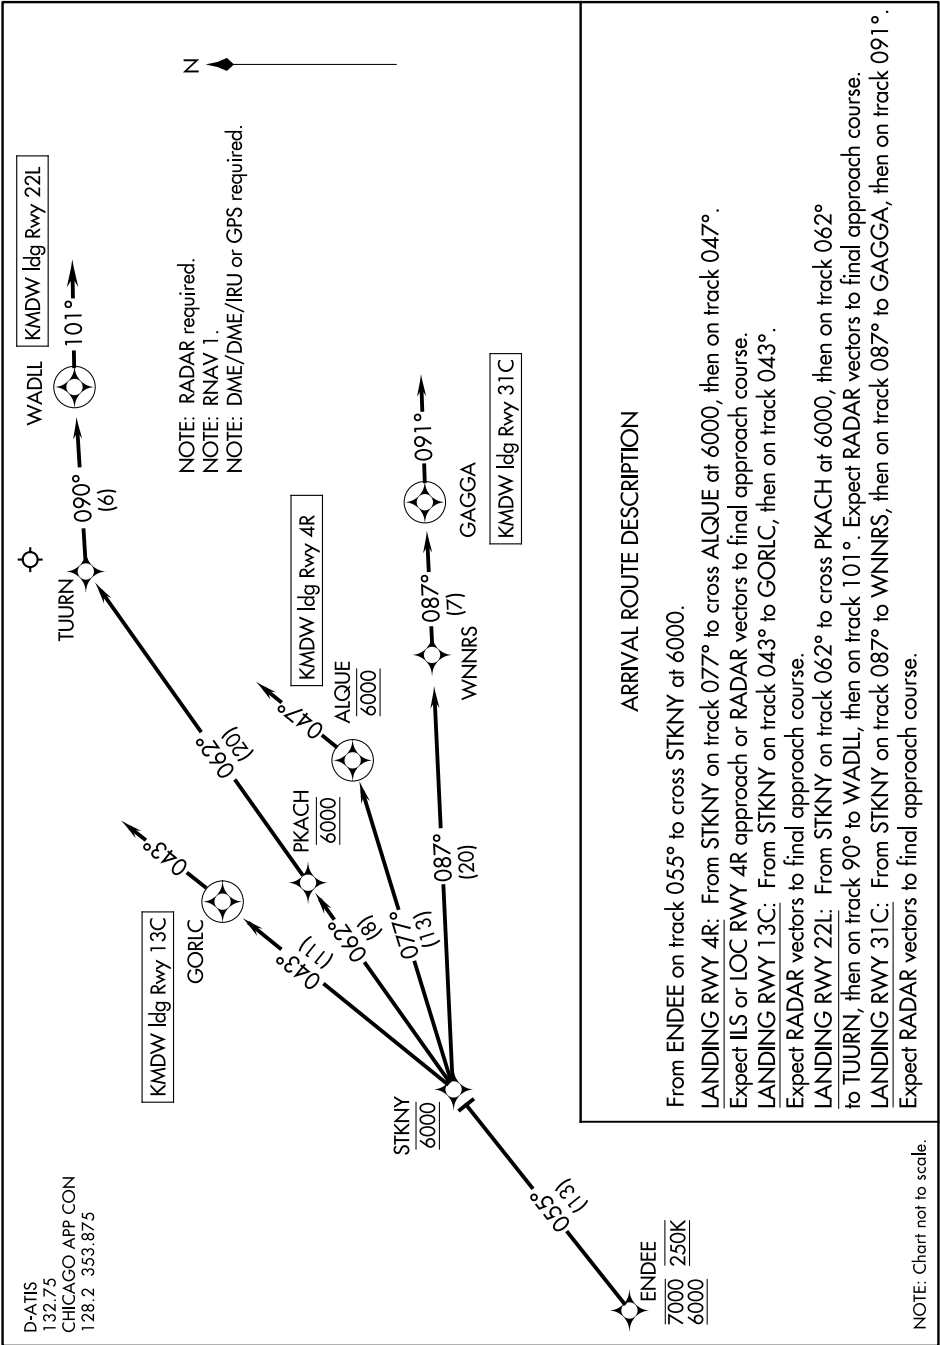 D-ATIS
132.75
CHICAGO APP CON
128.2 353.875
N
KMDW ldg Rwy 22L
WADLL
101°
090°
(6)
TUURN
NOTE: RADAR required.
NOTE: RNAV 1.
NOTE: DME/DME/IRU or GPS required.
062°
(20)
043°
KMDW ldg Rwy 13C
GORLC
043°
(11)
PKACH
6000
062°
(8)
KMDW ldg Rwy 4R
ALQUE
6000
047°
077°
(13)
STKNY
6000
087°
(20)
WNNRS
087°
(7)
GAGGA
091°
KMDW ldg Rwy 31C
055°
(13)
ENDEE
7000 250K
6000
ARRIVAL ROUTE DESCRIPTION
From ENDEE on track 055° to cross STKNY at 6000.
LANDING RWY 4R: From STKNY on track 077° to cross ALQUE at 6000, then on track 047°.
Expect ILS or LOC RWY 4R approach or RADAR vectors to final approach course.
LANDING RWY 13C: From STKNY on track 043° to GORLC, then on track 043°.
Expect RADAR vectors to final approach course.
LANDING RWY 22L: From STKNY on track 062° to cross PKACH at 6000, then on track 062°
to TUURN, then on track 90° to WADLL, then on track 101°. Expect RADAR vectors to final approach course.
LANDING RWY 31C: From STKNY on track 087° to WNNRS, then on track 087° to GAGGA, then on track 091°.
Expect RADAR vectors to final approach course.
NOTE: Chart not to scale.